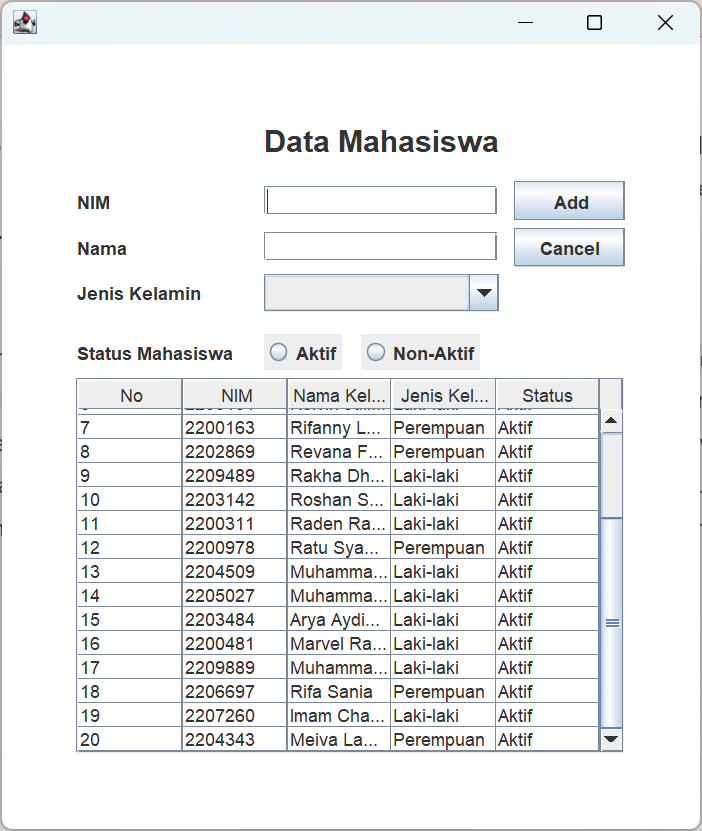 Data Mahasiswa
NIM
Add
Nama
Cancel
Jenis Kelamin
Status Mahasiswa Aktif Non-Aktif
No NIM Nama Kel... Jenis Kel... Status
7 2200163 Rifanny L... Perempuan Aktif
8 2202869 Revana F... Perempuan Aktif
9 2209489 Rakha Dh... Laki-laki Aktif
10 2203142 Roshan S... Laki-laki Aktif
11 2200311 Raden Ra... Laki-laki Aktif
12 2200978 Ratu Sya... Perempuan Aktif
13 2204509 Muhamma... Laki-laki Aktif
14 2205027 Muhamma... Laki-laki Aktif
15 2203484 Arya Aydi... Laki-laki Aktif
16 2200481 Marvel Ra... Laki-laki Aktif
17 2209889 Muhamma... Laki-laki Aktif
18 2206697 Rifa Sania Perempuan Aktif
19 2207260 Imam Cha... Laki-laki Aktif
20 2204343 Meiva La... Perempuan Aktif